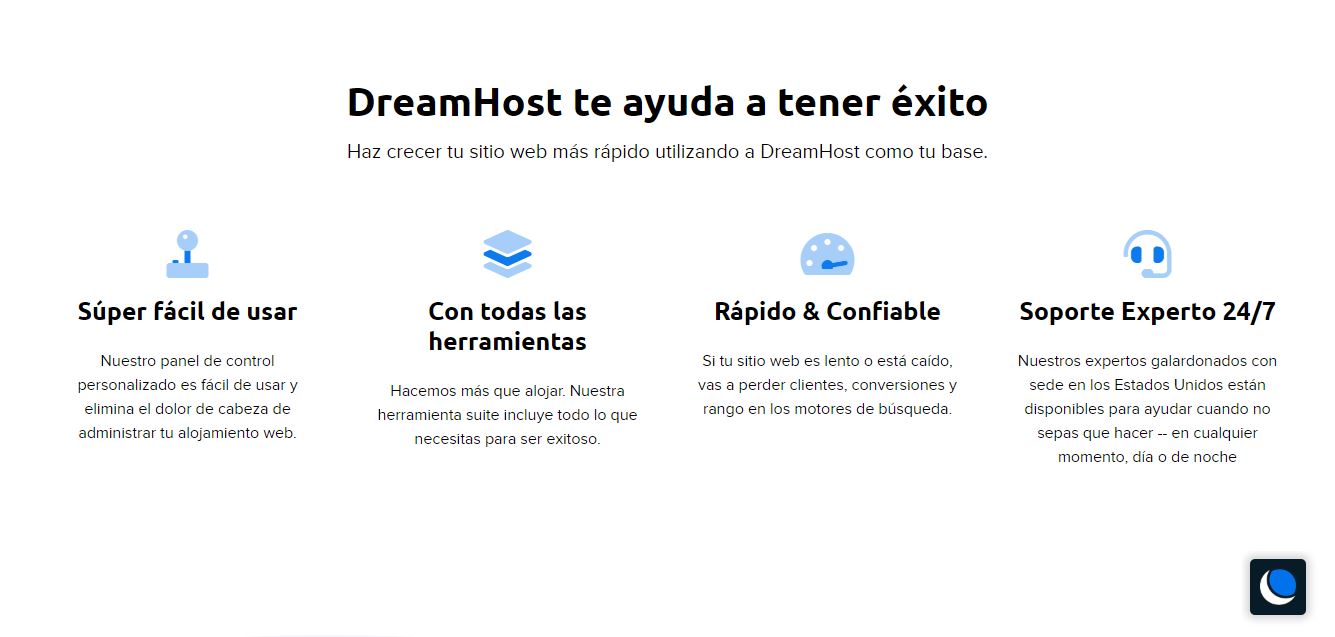 DreamHost te ayuda a tener éxito
Haz crecer tu sitio web más rápido utilizando a DreamHost como tu base.
Súper fácil de usar
Nuestro panel de control
personalizado es fácil de usar y
elimina el dolor de cabeza de
administrar tu alojamiento web.
Con todas las
herramientas
Hacemos más que alojar. Nuestra
herramienta suite incluye todo lo que
necesitas para ser exitoso.
Rápido & Confiable
Si tu sitio web es lento o está caído,
vas a perder clientes, conversiones y
rango en los motores de búsqueda.
Soporte Experto 24/7
Nuestros expertos galardonados con
sede en los Estados Unidos están
disponibles para ayudar cuando no
sepas que hacer -- en cualquier
momento, día o de noche